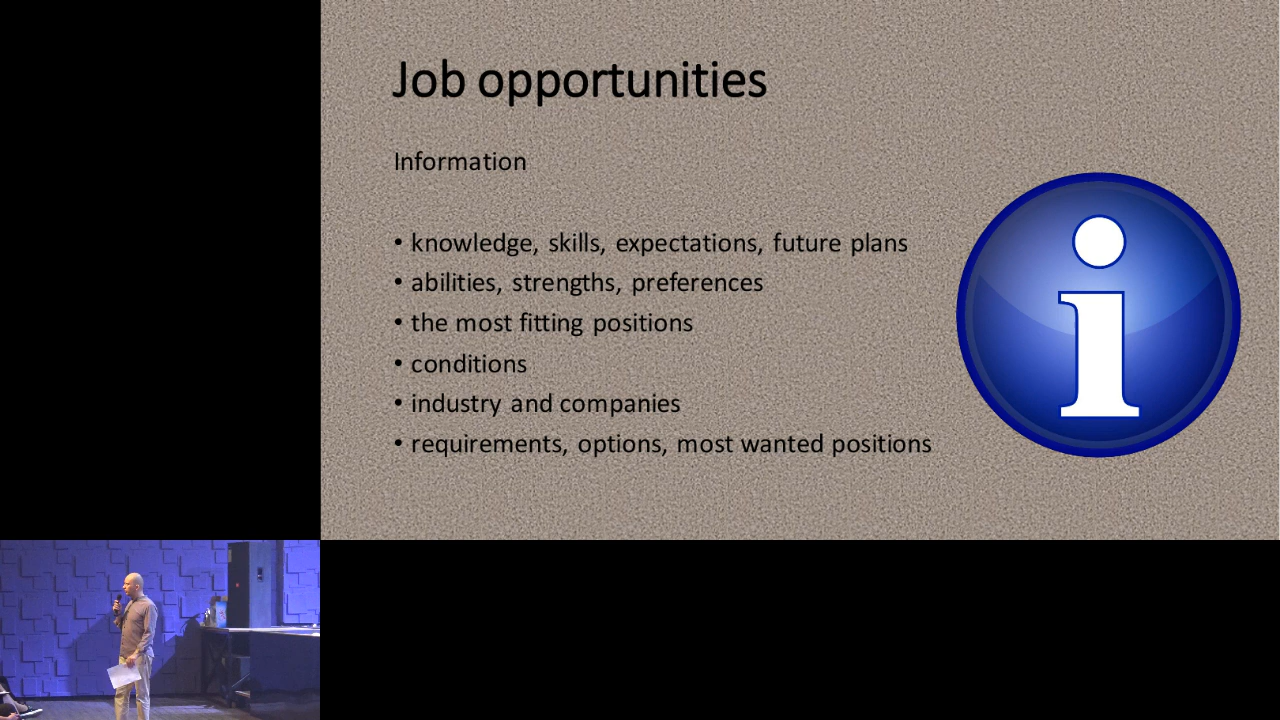 Job opportunities
Information
• knowledge, skills, expectations, future plans
• abilities, strengths, preferences
• the most fitting positions
• conditions
• industry and companies
• requirements, options, most wanted positions